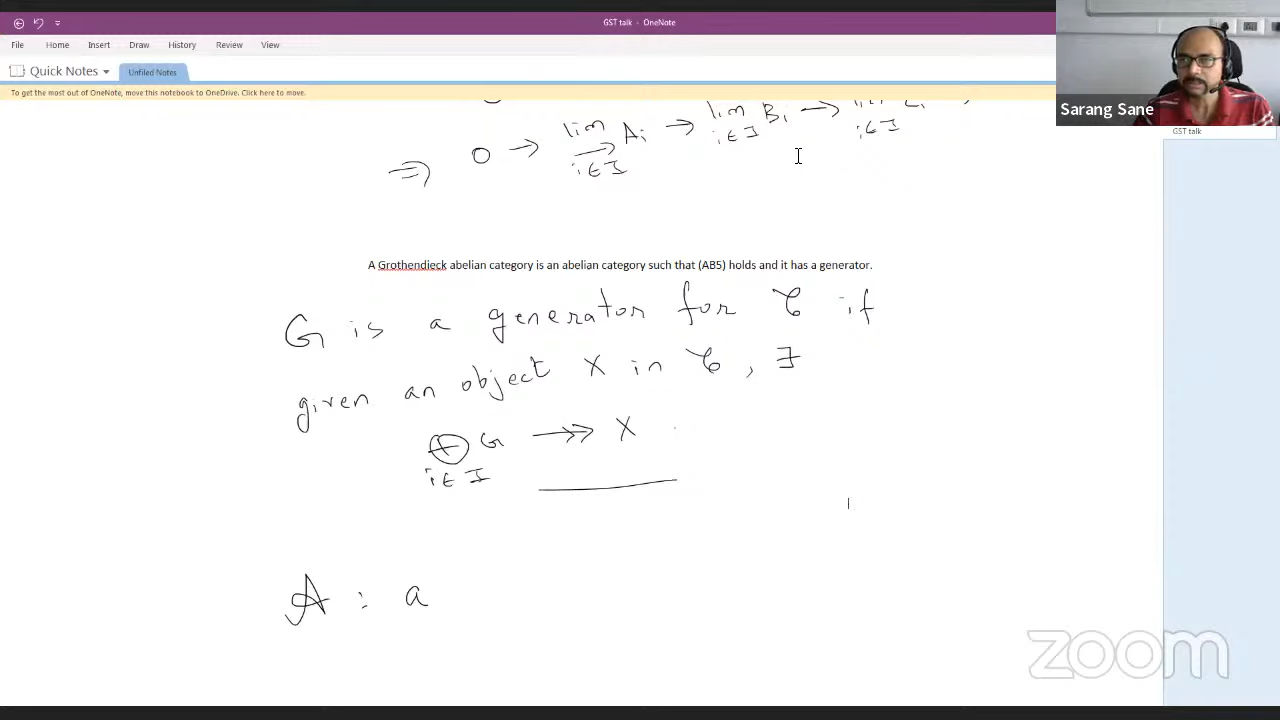 GST talk - OneNote
File Home Insert Draw History Review View
Quick Notes Unfiled Notes
To get the most out of OneNote, move this notebook to OneDrive. Click here to move.
Sarang Sane
GST talk
⇒ 0 → lim A_i → lim B_i →
i∈I i∈I i∈I
A Grothendieck abelian category is an abelian category such that (AB5) holds and it has a generator.
G is a generator for 𝒞 if
given an object X in 𝒞, ∃
⊕ G ↠ X
i∈I
A : a
zoom